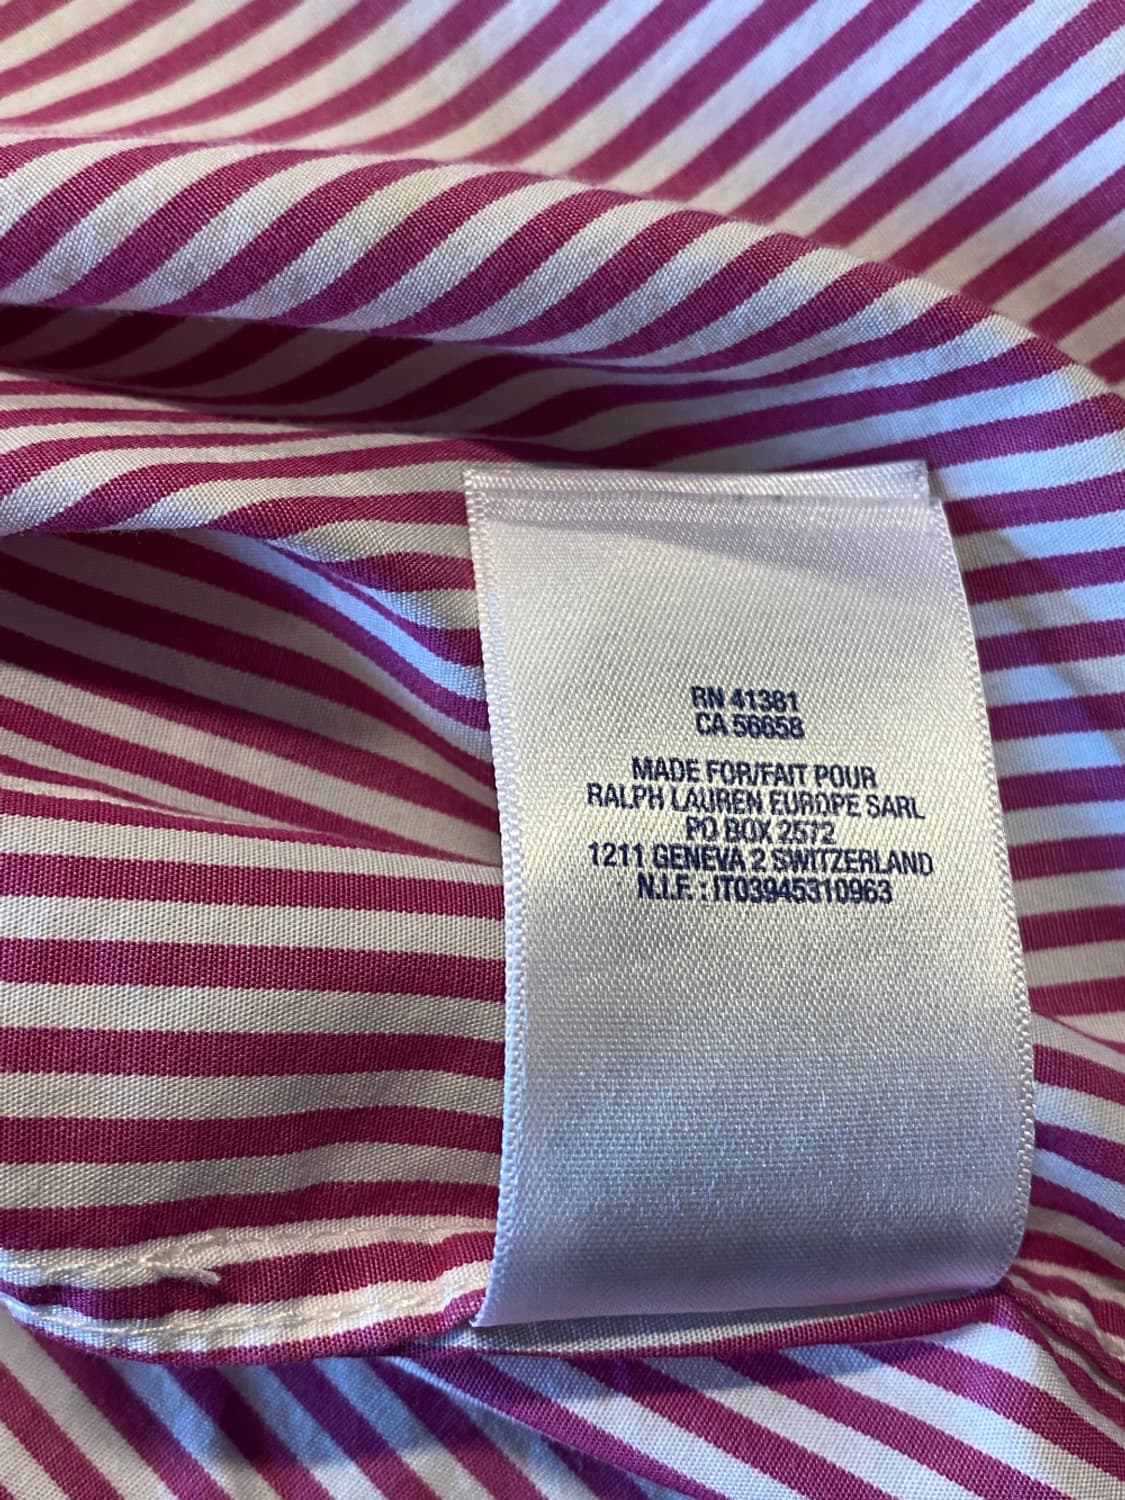 RN 41381
CA 56658
MADE FOR/FAIT POUR
RALPH LAUREN EUROPE SARL
PO BOX 2572
1211 GENEVA 2 SWITZERLAND
N.I.F. : IT03945310963